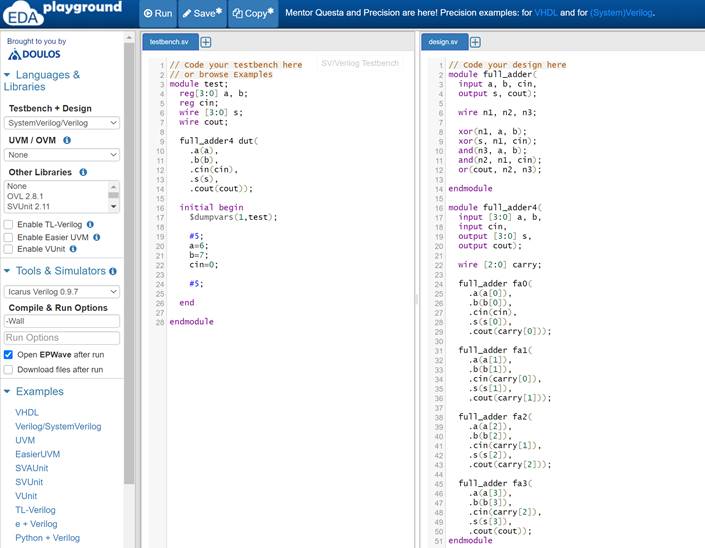 EDA playground
Run
Save*
Copy*
Mentor Questa and Precision are here! Precision examples: for VHDL and for (System)Verilog.
Brought to you by
DOULOS
Languages & Libraries
Testbench + Design
SystemVerilog/Verilog
UVM / OVM
None
Other Libraries
None
OVL 2.8.1
SVUnit 2.11
Enable TL-Verilog
Enable Easier UVM
Enable VUnit
Tools & Simulators
Icarus Verilog 0.9.7
Compile & Run Options
-Wall
Run Options
Open EPWave after run
Download files after run
Examples
VHDL
Verilog/SystemVerilog
UVM
EasierUVM
SVAUnit
SVUnit
VUnit
TL-Verilog
e + Verilog
Python + Verilog
testbench.sv
SV/Verilog Testbench
1 // Code your testbench here
2 // or browse Examples
3 module test;
4 reg[3:0] a, b;
5 reg cin;
6 wire [3:0] s;
7 wire cout;
8
9 full_adder4 dut(
10 .a(a),
11 .b(b),
12 .cin(cin),
13 .s(s),
14 .cout(cout));
15
16 initial begin
17 $dumpvars(1,test);
18
19 #5;
20 a=6;
21 b=7;
22 cin=0;
23
24 #5;
25
26 end
27
28 endmodule
design.sv
1 // Code your design here
2 module full_adder(
3 input a, b, cin,
4 output s, cout);
5
6 wire n1, n2, n3;
7
8 xor(n1, a, b);
9 xor(s, n1, cin);
10 and(n3, a, b);
11 and(n2, n1, cin);
12 or(cout, n2, n3);
13
14 endmodule
15
16 module full_adder4(
17 input [3:0] a, b,
18 input cin,
19 output [3:0] s,
20 output cout);
21
22 wire [2:0] carry;
23
24 full_adder fa0(
25 .a(a[0]),
26 .b(b[0]),
27 .cin(cin),
28 .s(s[0]),
29 .cout(carry[0]));
30
31 full_adder fa1(
32 .a(a[1]),
33 .b(b[1]),
34 .cin(carry[0]),
35 .s(s[1]),
36 .cout(carry[1]));
37
38 full_adder fa2(
39 .a(a[2]),
40 .b(b[2]),
41 .cin(carry[1]),
42 .s(s[2]),
43 .cout(carry[2]));
44
45 full_adder fa3(
46 .a(a[3]),
47 .b(b[3]),
48 .cin(carry[2]),
49 .s(s[3]),
50 .cout(cout));
51 endmodule